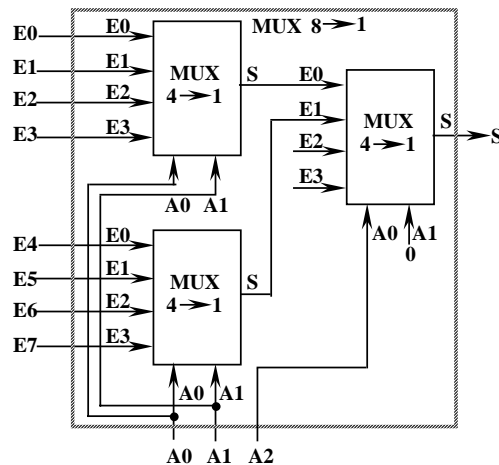 MUX 8→1
E0 E0
E1 E1
E2 E2
E3 E3
MUX
4→1
S
A0 A1
E0
E1
E2
E3
MUX
4→1
S
S
A0 A1
0
E4 E0
E5 E1
E6 E2
E7 E3
MUX
4→1
S
A0 A1
A0 A1 A2